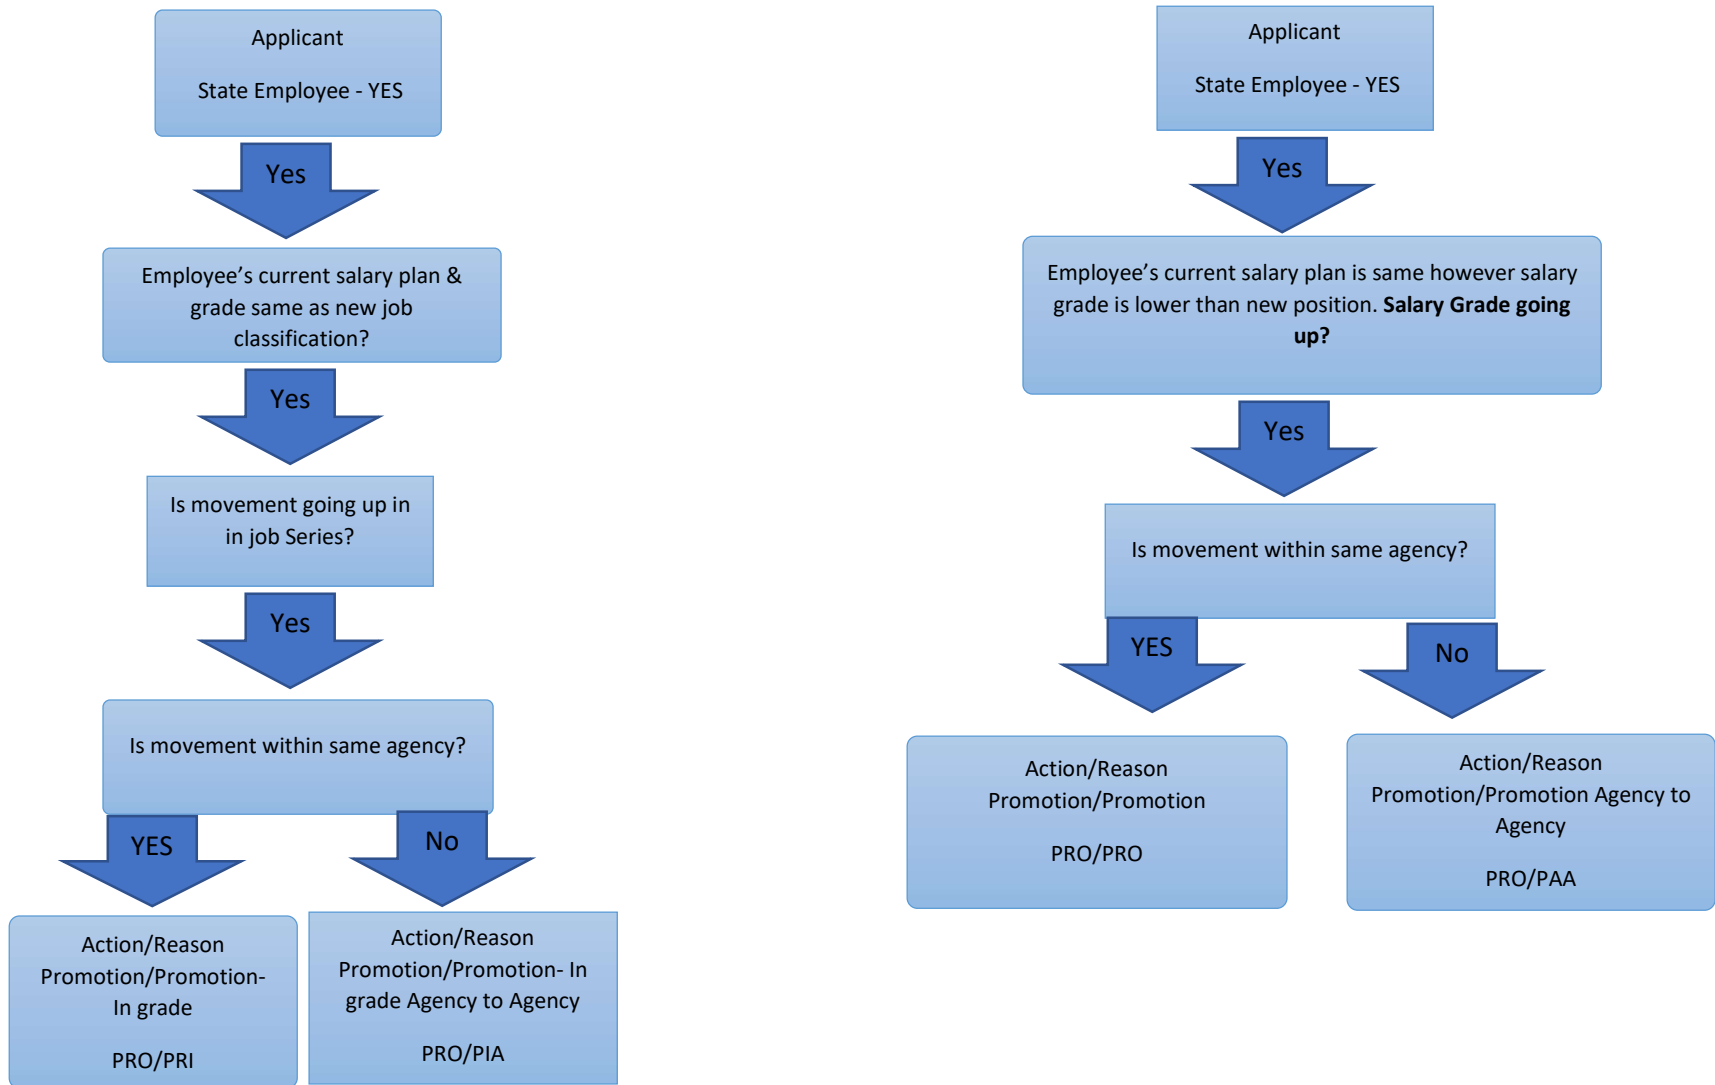 Applicant
State Employee - YES
Yes
Employee’s current salary plan &
grade same as new job
classification?
Yes
Is movement going up in
in job Series?
Yes
Is movement within same agency?
YES
No
Action/Reason
Promotion/Promotion-
In grade
PRO/PRI
Action/Reason
Promotion/Promotion- In
grade Agency to Agency
PRO/PIA
Applicant
State Employee - YES
Yes
Employee’s current salary plan is same however salary
grade is lower than new position. Salary Grade going
up?
Yes
Is movement within same agency?
YES
No
Action/Reason
Promotion/Promotion
PRO/PRO
Action/Reason
Promotion/Promotion Agency to
Agency
PRO/PAA